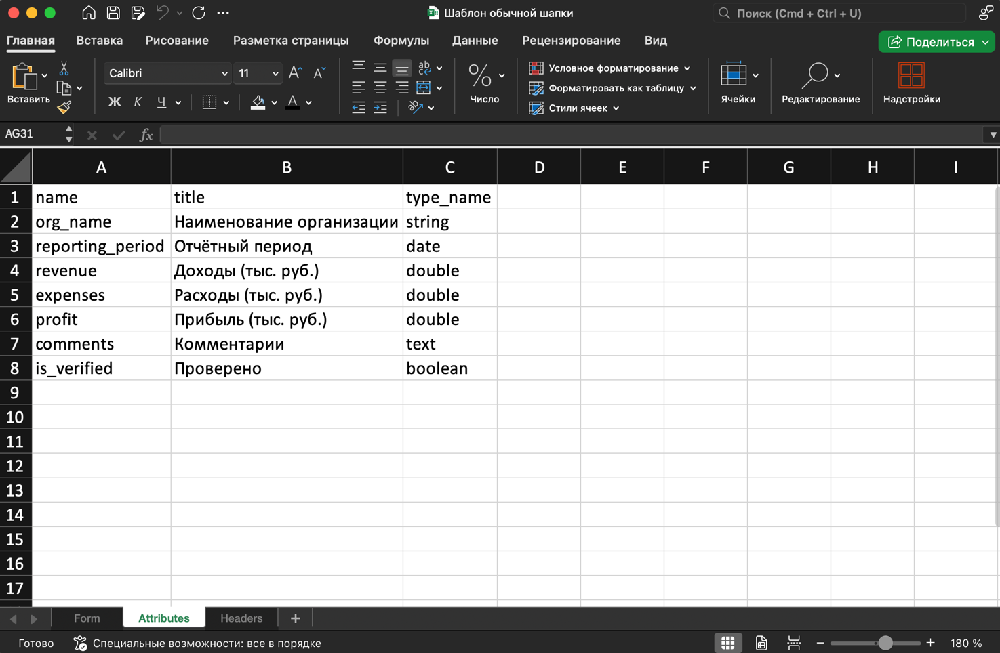 Шаблон обычной шапки
Поиск (Cmd + Ctrl + U)
Главная Вставка Рисование Разметка страницы Формулы Данные Рецензирование Вид Поделиться
Вставить
Calibri 11
Ж К Ч
Число
Условное форматирование
Форматировать как таблицу
Стили ячеек
Ячейки
Редактирование
Надстройки
AG31 fx
A B C D E F G H I
1 name title type_name
2 org_name Наименование организации string
3 reporting_period Отчётный период date
4 revenue Доходы (тыс. руб.) double
5 expenses Расходы (тыс. руб.) double
6 profit Прибыль (тыс. руб.) double
7 comments Комментарии text
8 is_verified Проверено boolean
9
10
11
12
13
14
15
16
17
Form Attributes Headers +
Готово Специальные возможности: все в порядке 180 %